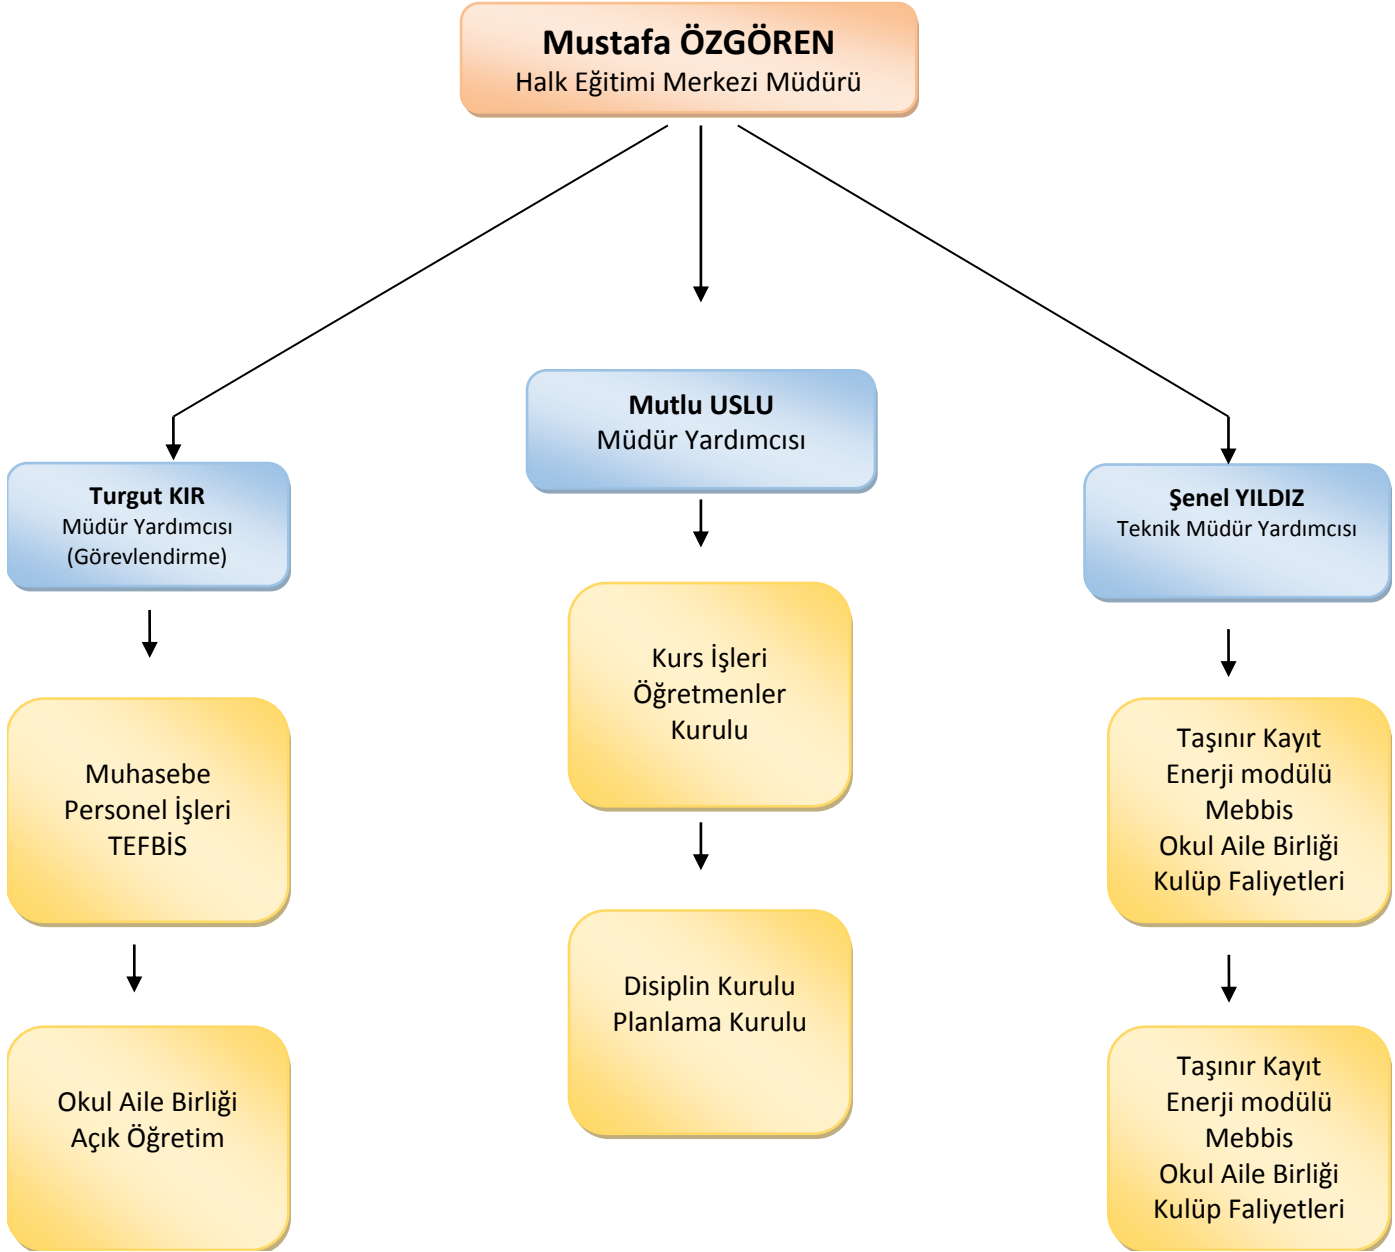 Mustafa ÖZGÖREN
Halk Eğitimi Merkezi Müdürü
Turgut KIR
Müdür Yardımcısı
(Görevlendirme)
Muhasebe
Personel İşleri
TEFBİS
Okul Aile Birliği
Açık Öğretim
Mutlu USLU
Müdür Yardımcısı
Kurs İşleri
Öğretmenler
Kurulu
Disiplin Kurulu
Planlama Kurulu
Şenel YILDIZ
Teknik Müdür Yardımcısı
Taşınır Kayıt
Enerji modülü
Mebbis
Okul Aile Birliği
Kulüp Faliyetleri
Taşınır Kayıt
Enerji modülü
Mebbis
Okul Aile Birliği
Kulüp Faliyetleri